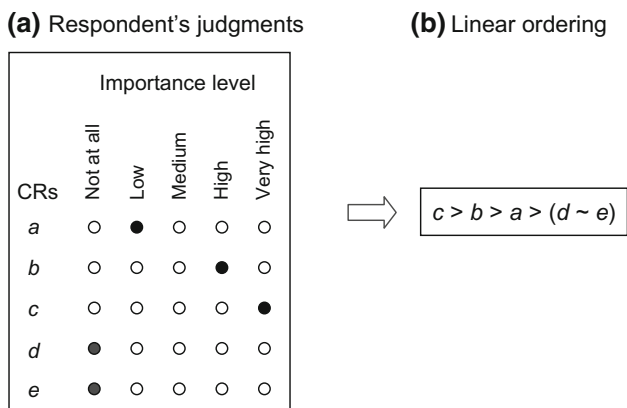 (a) Respondent's judgments
Importance level
CRs
Not at all
Low
Medium
High
Very high
a
b
c
d
e
(b) Linear ordering
c > b > a > (d ~ e)